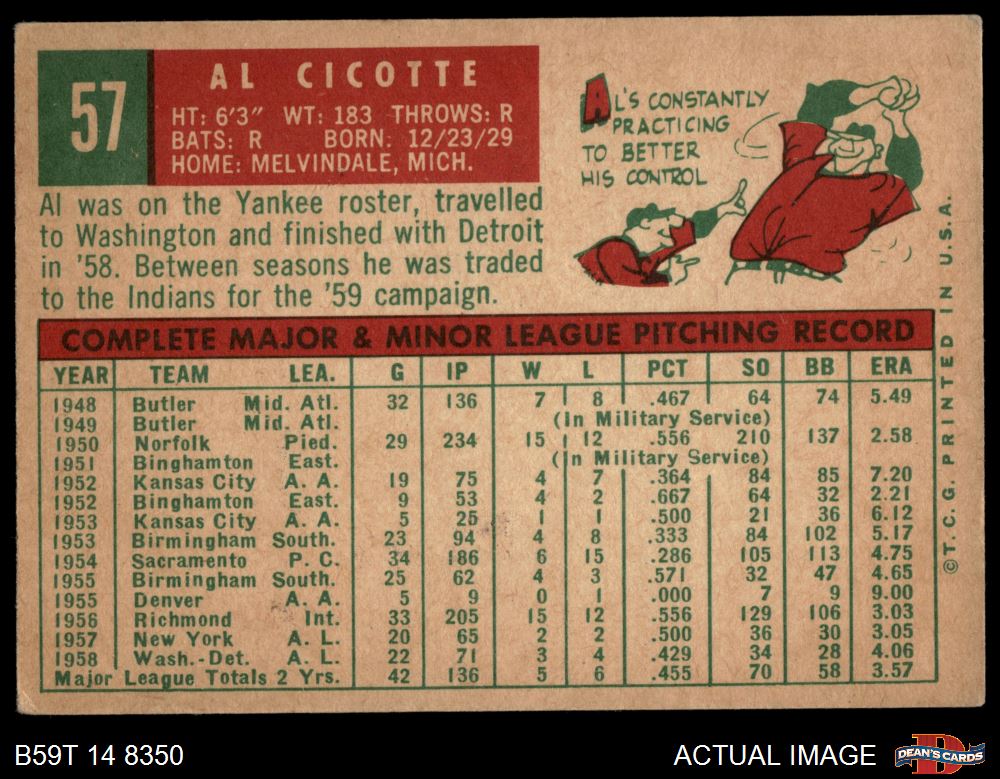 57
AL CICOTTE
HT: 6'3" WT: 183 THROWS: R
BATS: R BORN: 12/23/29
HOME: MELVINDALE, MICH.
AL'S CONSTANTLY
PRACTICING
TO BETTER
HIS CONTROL
Al was on the Yankee roster, travelled
to Washington and finished with Detroit
in '58. Between seasons he was traded
to the Indians for the '59 campaign.
COMPLETE MAJOR & MINOR LEAGUE PITCHING RECORD
YEAR TEAM LEA. G IP W L PCT SO BB ERA
1948 Butler Mid. Atl. 32 136 7 8 .467 64 74 5.49
1949 Butler Mid. Atl. (In Military Service)
1950 Norfolk Pied. 29 234 15 12 .556 210 137 2.58
1951 Binghamton East. (In Military Service)
1952 Kansas City A. A. 19 75 4 7 .364 84 85 7.20
1952 Binghamton East. 9 53 4 2 .667 64 32 2.21
1953 Kansas City A. A. 5 25 1 1 .500 21 36 6.12
1953 Birmingham South. 23 94 4 8 .333 84 102 5.17
1954 Sacramento P. C. 34 186 6 15 .286 105 113 4.75
1955 Birmingham South. 25 62 4 3 .571 32 47 4.65
1955 Denver A. A. 5 9 0 1 .000 7 9 9.00
1956 Richmond Int. 33 205 15 12 .556 129 106 3.03
1957 New York A. L. 20 65 2 2 .500 36 30 3.05
1958 Wash.-Det. A. L. 22 71 3 4 .429 34 28 4.06
Major League Totals 2 Yrs. 42 136 5 6 .455 70 58 3.57
©T. C. G. PRINTED IN U.S.A.
B59T 14 8350
ACTUAL IMAGE
DEAN'S CARDS